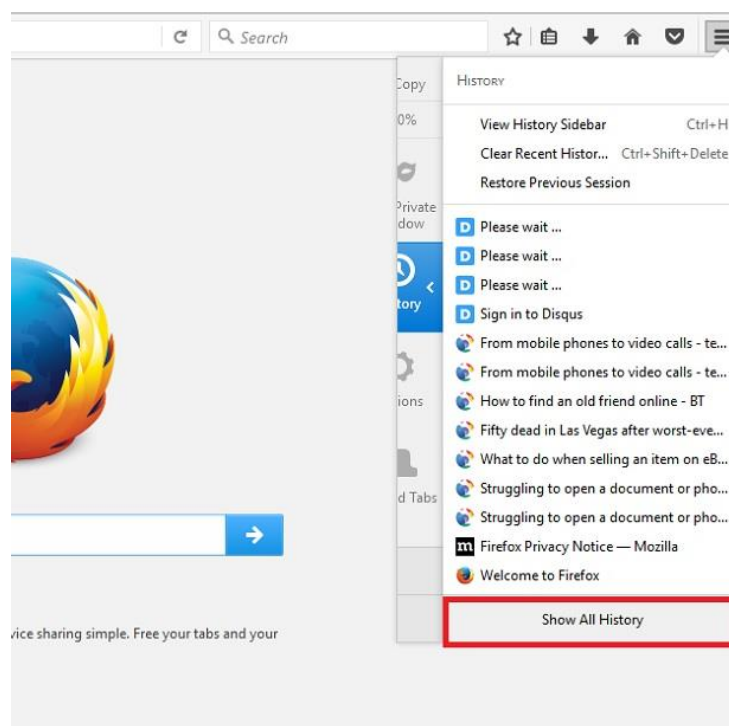 Search
Copy
0%
Private
dow
tory
ions
d Tabs
HISTORY
View History Sidebar Ctrl+H
Clear Recent Histor... Ctrl+Shift+Delete
Restore Previous Session
D Please wait ...
D Please wait ...
D Please wait ...
D Sign in to Disqus
From mobile phones to video calls - te...
From mobile phones to video calls - te...
How to find an old friend online - BT
Fifty dead in Las Vegas after worst-eve...
What to do when selling an item on eB...
Struggling to open a document or pho...
Struggling to open a document or pho...
m Firefox Privacy Notice — Mozilla
Welcome to Firefox
Show All History
vice sharing simple. Free your tabs and your